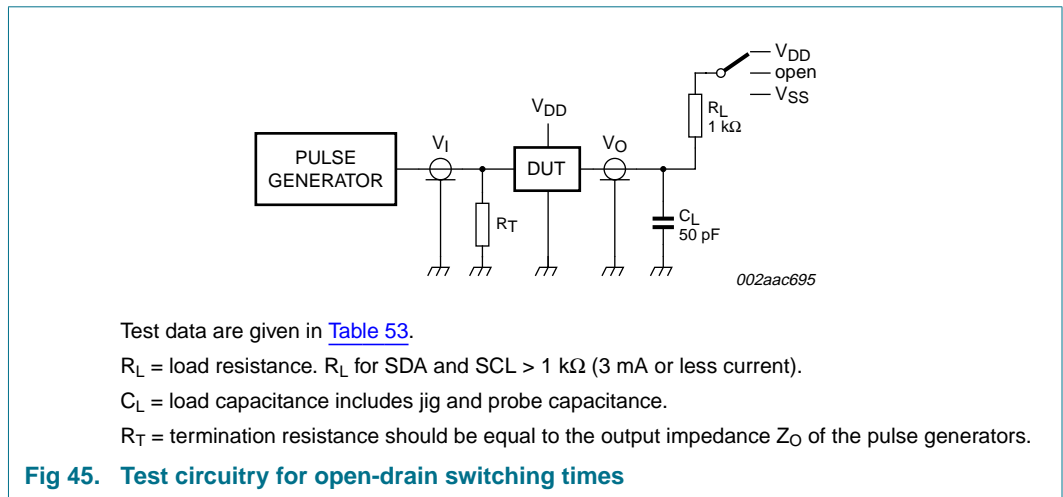 V_DD
open
V_SS
R_L
1 kΩ
V_DD
V_I
V_O
PULSE
GENERATOR
DUT
R_T
C_L
50 pF
002aac695
Test data are given in Table 53.
R_L = load resistance. R_L for SDA and SCL > 1 kΩ (3 mA or less current).
C_L = load capacitance includes jig and probe capacitance.
R_T = termination resistance should be equal to the output impedance Z_O of the pulse generators.
Fig 45. Test circuitry for open-drain switching times